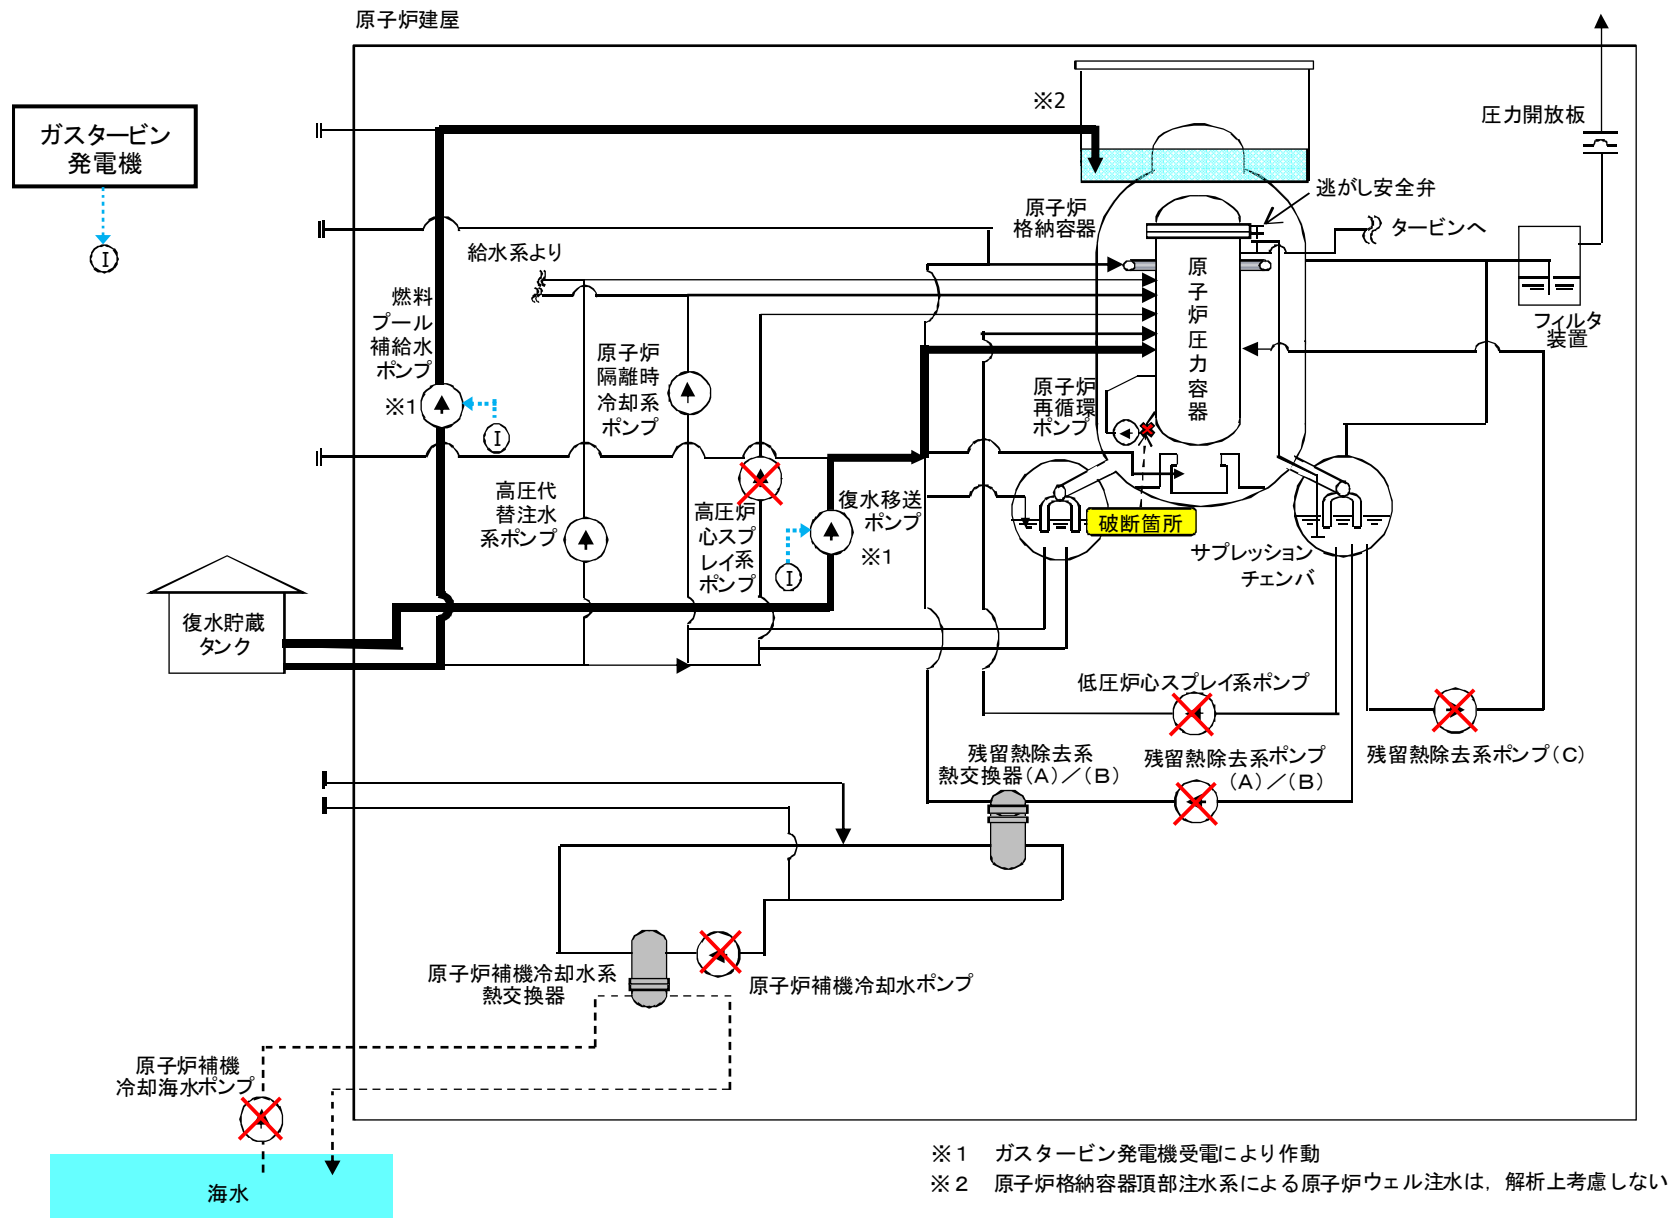 原子炉建屋
ガスタービン
発電機
I
※2
圧力開放板
逃がし安全弁
タービンへ
原子炉
格納容器
給水系より
原子炉圧力容器
フィルタ
装置
燃料
プール
補給水
ポンプ
※1
I
原子炉
隔離時
冷却系
ポンプ
原子炉
再循環
ポンプ
高圧代
替注水
系ポンプ
高圧炉
心スプ
レイ系
ポンプ
復水移送
ポンプ
※1
I
破断箇所
サプレッション
チェンバ
復水貯蔵
タンク
低圧炉心スプレイ系ポンプ
残留熱除去系
熱交換器(A)/(B)
残留熱除去系ポンプ
(A)/(B)
残留熱除去系ポンプ(C)
原子炉補機冷却水系
熱交換器
原子炉補機冷却水ポンプ
原子炉補機
冷却海水ポンプ
海水
※1 ガスタービン発電機受電により作動
※2 原子炉格納容器頂部注水系による原子炉ウェル注水は，解析上考慮しない